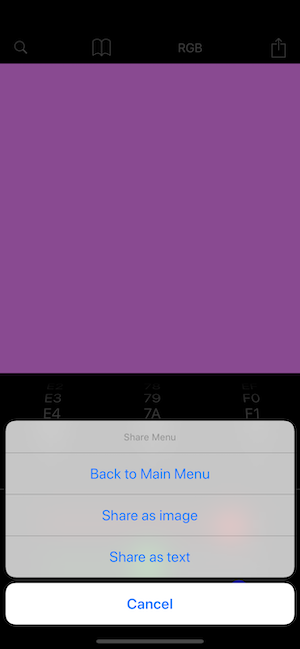 RGB
E2 78 EF
E3 79 F0
E4 7A F1
Share Menu
Back to Main Menu
Share as image
Share as text
Cancel